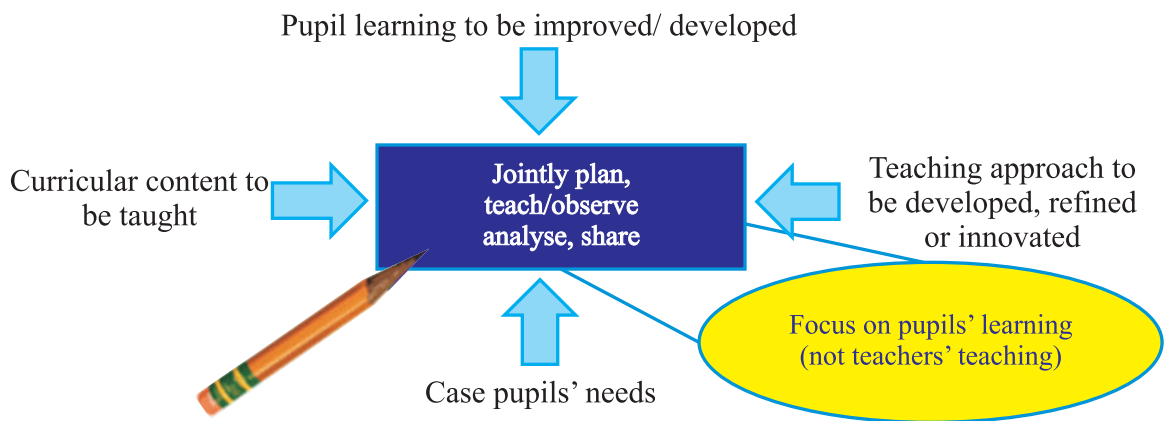 Pupil learning to be improved/ developed
Curricular content to
be taught
Jointly plan,
teach/observe
analyse, share
Teaching approach to
be developed, refined
or innovated
Focus on pupils’ learning
(not teachers’ teaching)
Case pupils’ needs